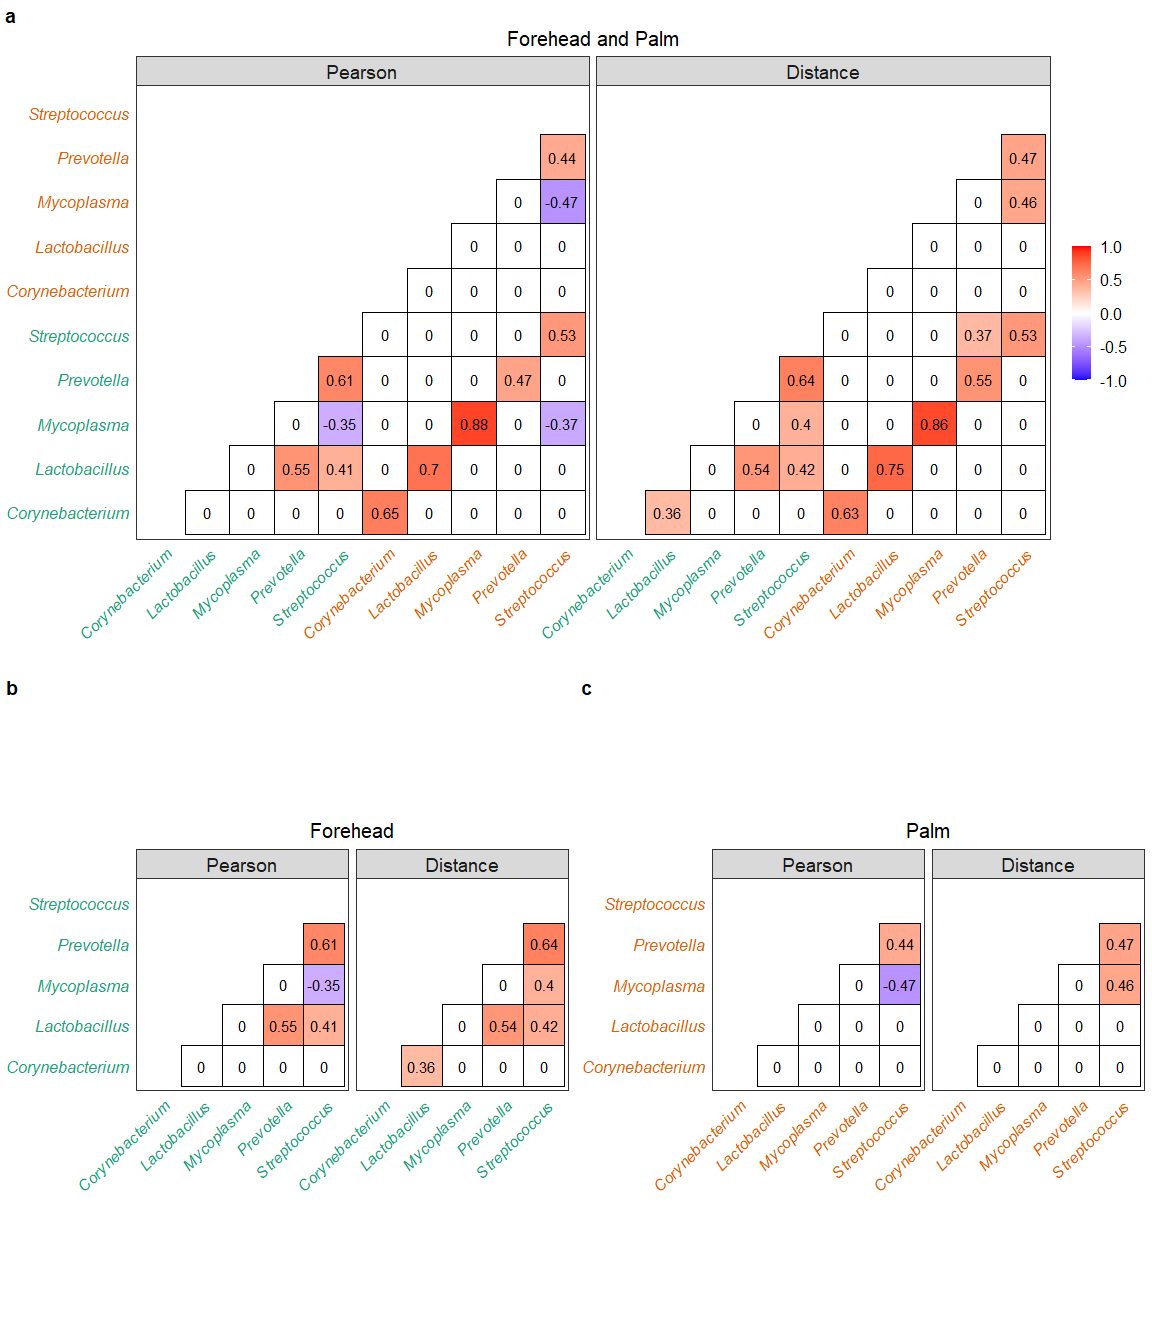 a
Forehead and Palm
Pearson Distance
Streptococcus
Prevotella 0.44 0.47
Mycoplasma 0 -0.47 0 0.46
Lactobacillus 0 0 0 0 0 0
Corynebacterium 0 0 0 0 0 0 0 0
Streptococcus 0 0 0 0 0.53 0 0 0 0.37 0.53
Prevotella 0.61 0 0 0 0.47 0 0.64 0 0 0 0.55 0
Mycoplasma 0 -0.35 0 0 0.88 0 -0.37 0 0.4 0 0 0.86 0 0
Lactobacillus 0 0.55 0.41 0 0.7 0 0 0 0 0.54 0.42 0 0.75 0 0 0
Corynebacterium 0 0 0 0 0.65 0 0 0 0 0.36 0 0 0 0.63 0 0 0 0
Corynebacterium Lactobacillus Mycoplasma Prevotella Streptococcus Corynebacterium Lactobacillus Mycoplasma Prevotella Streptococcus Corynebacterium Lactobacillus Mycoplasma Prevotella Streptococcus Corynebacterium Lactobacillus Mycoplasma Prevotella Streptococcus
1.0
0.5
0.0
-0.5
-1.0
b
Forehead
Pearson Distance
Streptococcus
Prevotella 0.61 0.64
Mycoplasma 0 -0.35 0 0.4
Lactobacillus 0 0.55 0.41 0 0.54 0.42
Corynebacterium 0 0 0 0 0.36 0 0 0
Corynebacterium Lactobacillus Mycoplasma Prevotella Streptococcus Corynebacterium Lactobacillus Mycoplasma Prevotella Streptococcus
c
Palm
Pearson Distance
Streptococcus
Prevotella 0.44 0.47
Mycoplasma 0 -0.47 0 0.46
Lactobacillus 0 0 0 0 0 0
Corynebacterium 0 0 0 0 0 0 0 0
Corynebacterium Lactobacillus Mycoplasma Prevotella Streptococcus Corynebacterium Lactobacillus Mycoplasma Prevotella Streptococcus